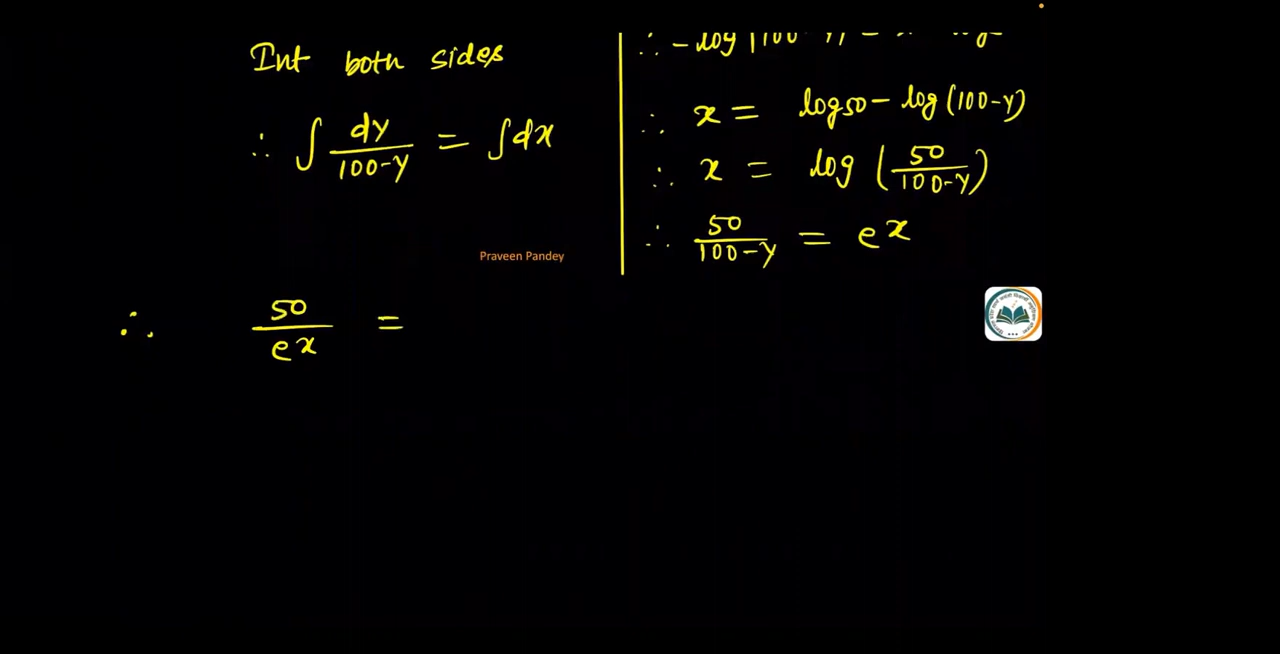 Int both sides
∴ ∫ dy/(100-y) = ∫dx
∴ x = log50 - log(100-y)
∴ x = log (50/(100-y))
∴ 50/(100-y) = e^x
Praveen Pandey
∴ 50/e^x =